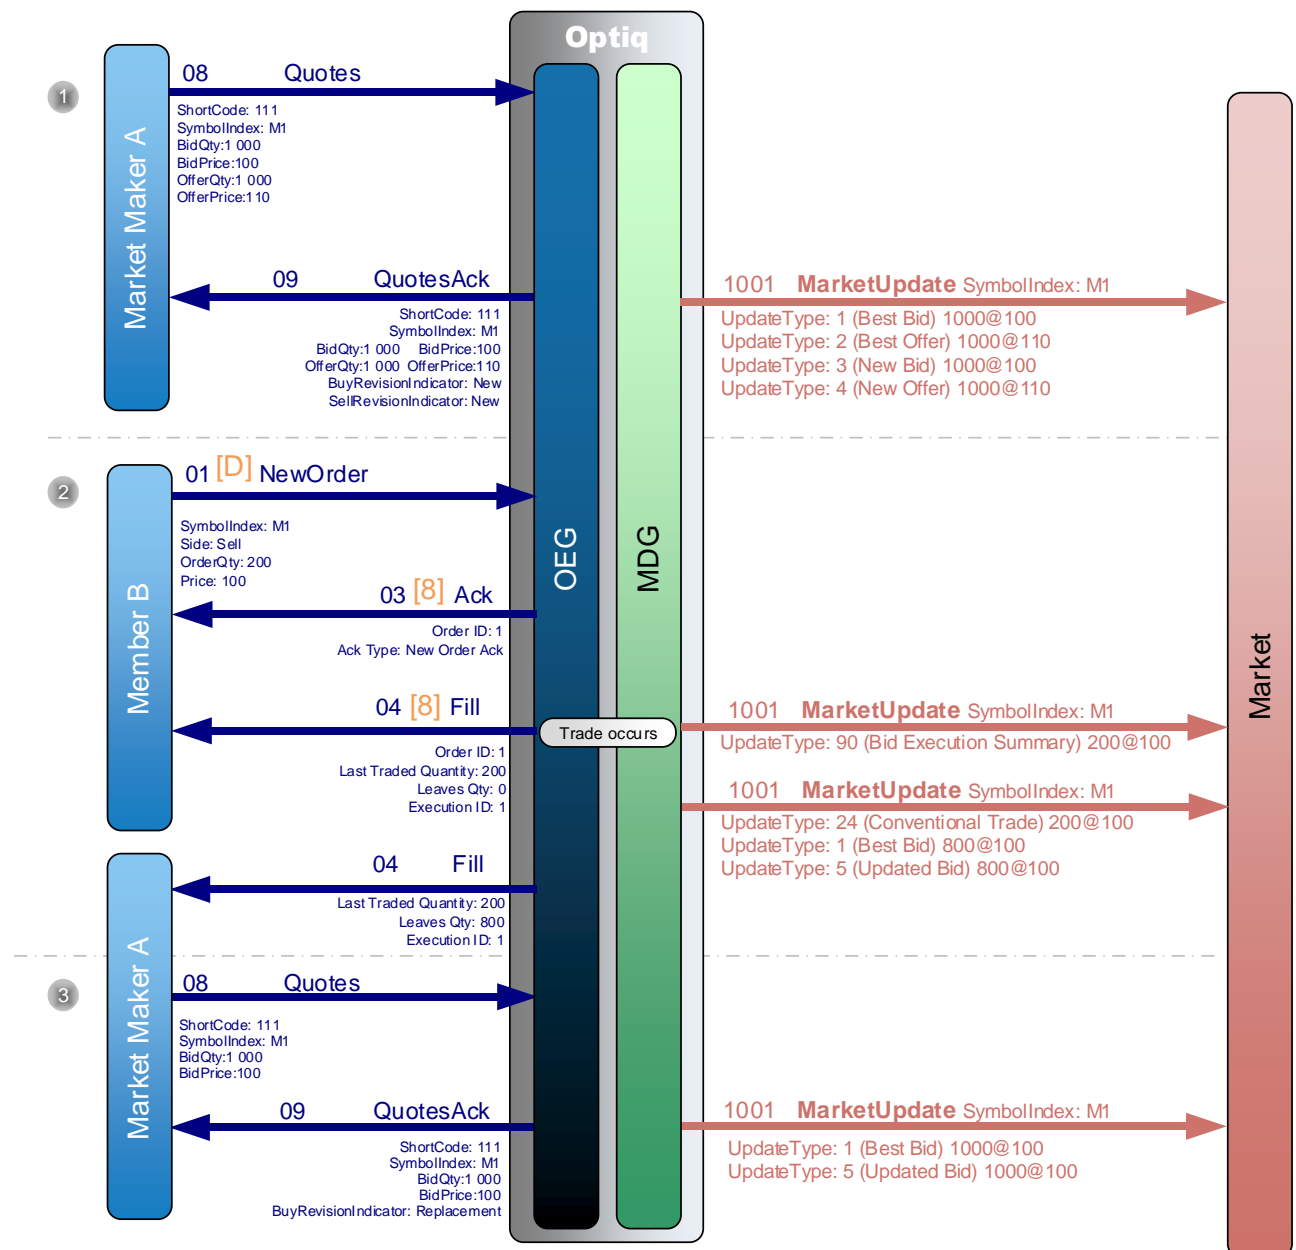 Optiq
1
08 Quotes
ShortCode: 111
SymbolIndex: M1
BidQty:1 000
BidPrice:100
OfferQty:1 000
OfferPrice:110
Market Maker A
09 QuotesAck
ShortCode: 111
SymbolIndex: M1
BidQty:1 000 BidPrice:100
OfferQty:1 000 OfferPrice:110
BuyRevisionIndicator: New
SellRevisionIndicator: New
1001 MarketUpdate SymbolIndex: M1
UpdateType: 1 (Best Bid) 1000@100
UpdateType: 2 (Best Offer) 1000@110
UpdateType: 3 (New Bid) 1000@100
UpdateType: 4 (New Offer) 1000@110
2
01 [D] NewOrder
SymbolIndex: M1
Side: Sell
OrderQty: 200
Price: 100
Member B
OEG
MDG
Market
03 [8] Ack
Order ID: 1
Ack Type: New Order Ack
04 [8] Fill
Trade occurs
Order ID: 1
Last Traded Quantity: 200
Leaves Qty: 0
Execution ID: 1
1001 MarketUpdate SymbolIndex: M1
UpdateType: 90 (Bid Execution Summary) 200@100
1001 MarketUpdate SymbolIndex: M1
UpdateType: 24 (Conventional Trade) 200@100
UpdateType: 1 (Best Bid) 800@100
UpdateType: 5 (Updated Bid) 800@100
04 Fill
Last Traded Quantity: 200
Leaves Qty: 800
Execution ID: 1
Market Maker A
3
08 Quotes
ShortCode: 111
SymbolIndex: M1
BidQty:1 000
BidPrice:100
09 QuotesAck
ShortCode: 111
SymbolIndex: M1
BidQty:1 000
BidPrice:100
BuyRevisionIndicator: Replacement
1001 MarketUpdate SymbolIndex: M1
UpdateType: 1 (Best Bid) 1000@100
UpdateType: 5 (Updated Bid) 1000@100